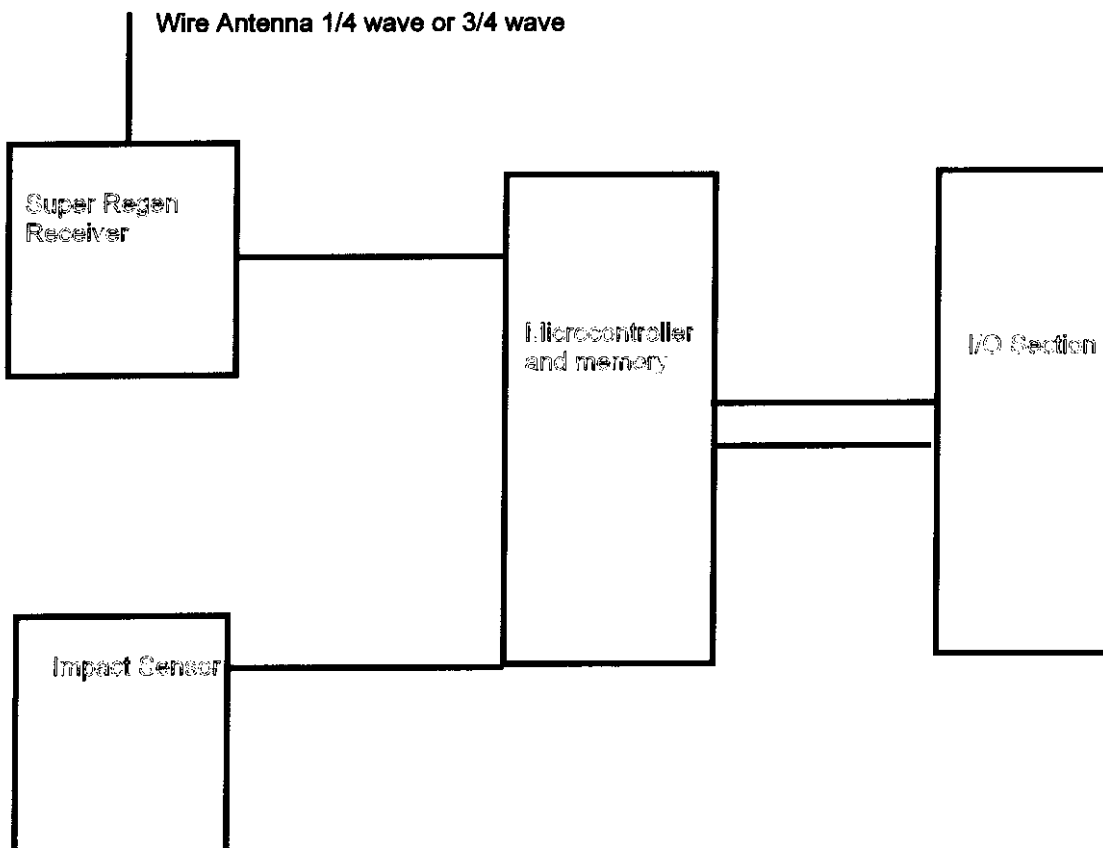 Wire Antenna 1/4 wave or 3/4 wave
Super Regen
Receiver
Microcontroller
and memory
I/O Section
Impact Sensor